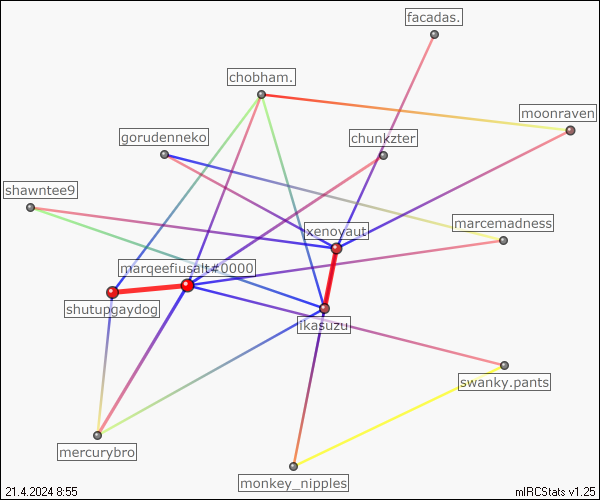 facadas.
chobham.
moonraven
gorudenneko
chunkzter
shawntee9
marcemadness
xenoyaut
marqeefiusalt#0000
shutupgaydog
ikasuzu
swanky.pants
mercurybro
monkey_nipples
21.4.2024 8:55
mIRCStats v1.25